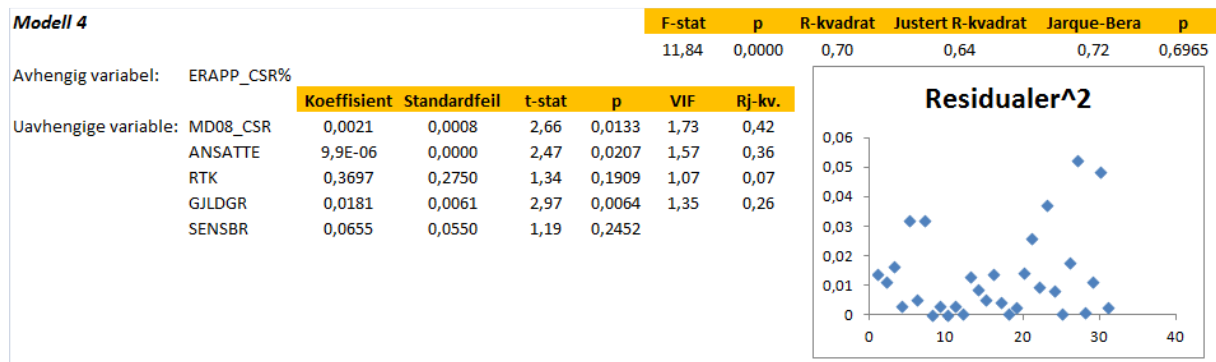 Modell 4 F-stat p R-kvadrat Justert R-kvadrat Jarque-Bera p
11,84 0,0000 0,70 0,64 0,72 0,6965
Avhengig variabel: ERAPP_CSR%
Koeffisient Standardfeil t-stat p VIF Rj-kv.
Uavhengige variable: MD08_CSR 0,0021 0,0008 2,66 0,0133 1,73 0,42
ANSATTE 9,9E-06 0,0000 2,47 0,0207 1,57 0,36
RTK 0,3697 0,2750 1,34 0,1909 1,07 0,07
GJLDGR 0,0181 0,0061 2,97 0,0064 1,35 0,26
SENSBR 0,0655 0,0550 1,19 0,2452
Residualer^2
0,06
0,05
0,04
0,03
0,02
0,01
0
0 10 20 30 40